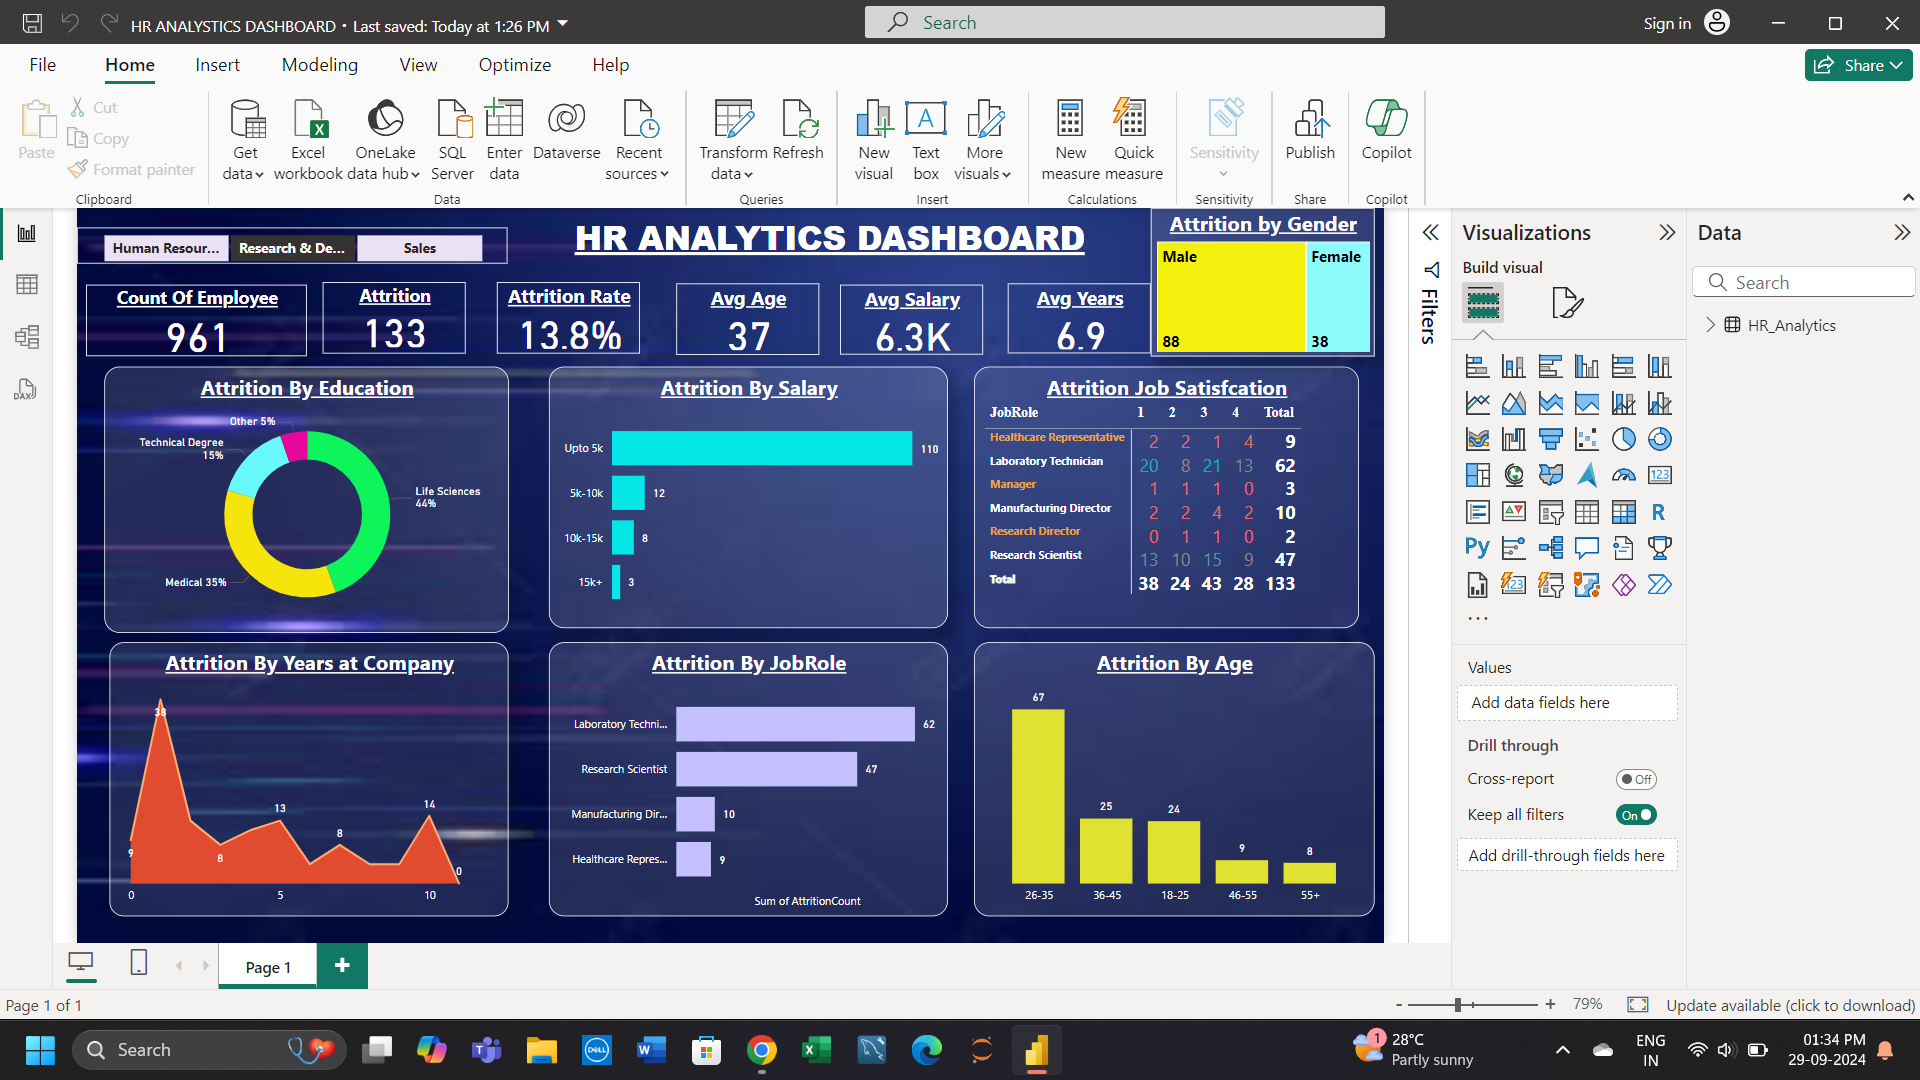 HR ANALYSTICS DASHBOARD • Last saved: Today at 1:26 PM
Search
Sign in
File
Home
Insert
Modeling
View
Optimize
Help
Share
Paste
Cut
Copy
Format painter
Clipboard
Get data
Excel workbook
OneLake data hub
SQL Server
Enter data
Dataverse
Recent sources
Data
Transform data
Refresh
Queries
New visual
Text box
More visuals
Insert
New measure
Quick measure
Calculations
Sensitivity
Sensitivity
Publish
Share
Copilot
Copilot
Human Resour...
Research & De...
Sales
HR ANALYTICS DASHBOARD
Attrition by Gender
Male
88
Female
38
Count Of Employee
961
Attrition
133
Attrition Rate
13.8%
Avg Age
37
Avg Salary
6.3K
Avg Years
6.9
Attrition By Education
Other 5%
Technical Degree
15%
Life Sciences
44%
Medical 35%
Attrition By Salary
Upto 5k 110
5k-10k 12
10k-15k 8
15k+ 3
Attrition Job Satisfcation
JobRole 1 2 3 4 Total
Healthcare Representative 2 2 1 4 9
Laboratory Technician 20 8 21 13 62
Manager 1 1 1 0 3
Manufacturing Director 2 2 4 2 10
Research Director 0 1 1 0 2
Research Scientist 13 10 15 9 47
Total 38 24 43 28 133
Attrition By Years at Company
38
9
8
13
8
14
0
0 5 10
Attrition By JobRole
Laboratory Techni... 62
Research Scientist 47
Manufacturing Dir... 10
Healthcare Repres... 9
Sum of AttritionCount
Attrition By Age
67
25
24
9
8
26-35 36-45 18-25 46-55 55+
Filters
Visualizations
Build visual
Values
Add data fields here
Drill through
Cross-report
Off
Keep all filters
On
Add drill-through fields here
Data
Search
HR_Analytics
DAX
123
R
Py
123
Page 1
Page 1 of 1
- + 79%
Update available (click to download)
Search
DELL
1
28°C
Partly sunny
ENG
IN
01:34 PM
29-09-2024